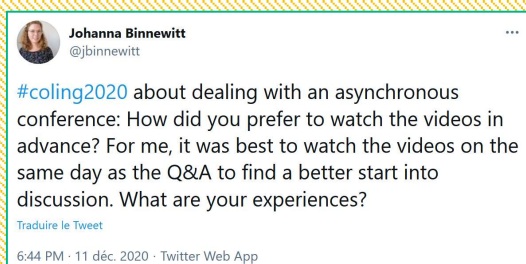 Johanna Binnewitt
@jbinnewitt
#coling2020 about dealing with an asynchronous
conference: How did you prefer to watch the videos in
advance? For me, it was best to watch the videos on the
same day as the Q&A to find a better start into
discussion. What are your experiences?
Traduire le Tweet
6:44 PM · 11 déc. 2020 · Twitter Web App